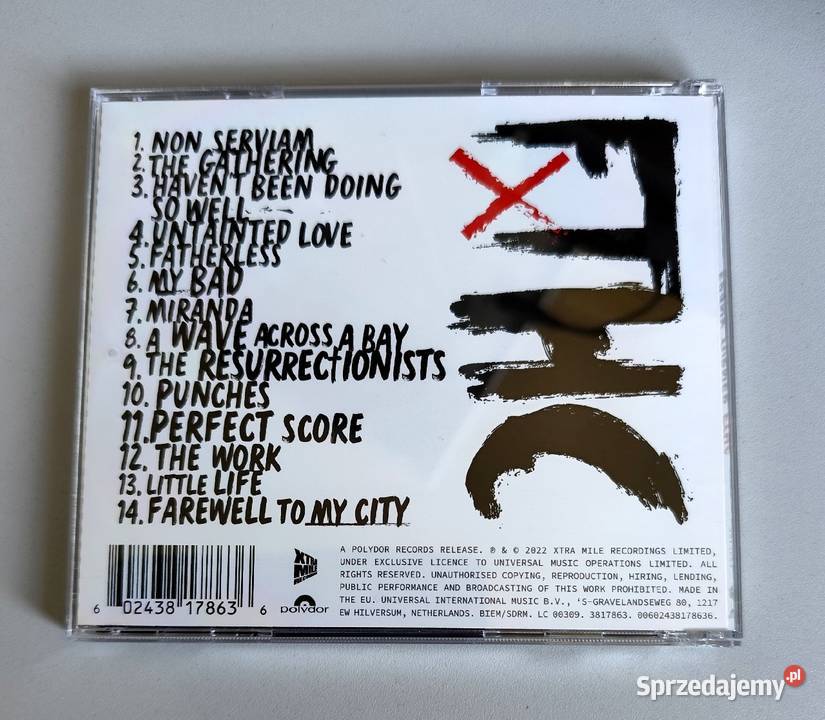 1. NON SERVIAM
2. THE GATHERING
3. HAVEN'T BEEN DOING
SO WELL
4. UNTAINTED LOVE
5. FATHERLESS
6. MY BAD
7. MIRANDA
8. A WAVE ACROSS A BAY
9. THE RESURRECTIONISTS
10. PUNCHES
11. PERFECT SCORE
12. THE WORK
13. LITTLE LIFE
14. FAREWELL TO MY CITY
FTHC
6 02438 17863 6
XTRA
MILE
RECORDINGS
polydor
A POLYDOR RECORDS RELEASE. ℗ & © 2022 XTRA MILE RECORDINGS LIMITED,
UNDER EXCLUSIVE LICENCE TO UNIVERSAL MUSIC OPERATIONS LIMITED. ALL
RIGHTS RESERVED. UNAUTHORISED COPYING, REPRODUCTION, HIRING, LENDING,
PUBLIC PERFORMANCE AND BROADCASTING OF THIS WORK PROHIBITED. MADE IN
THE EU. UNIVERSAL INTERNATIONAL MUSIC B.V., 'S-GRAVELANDSEWEG 80, 1217
EW HILVERSUM, NETHERLANDS. BIEM/SDRM. LC 00309. 3817863. 00602438178636.
Sprzedajemy.pl